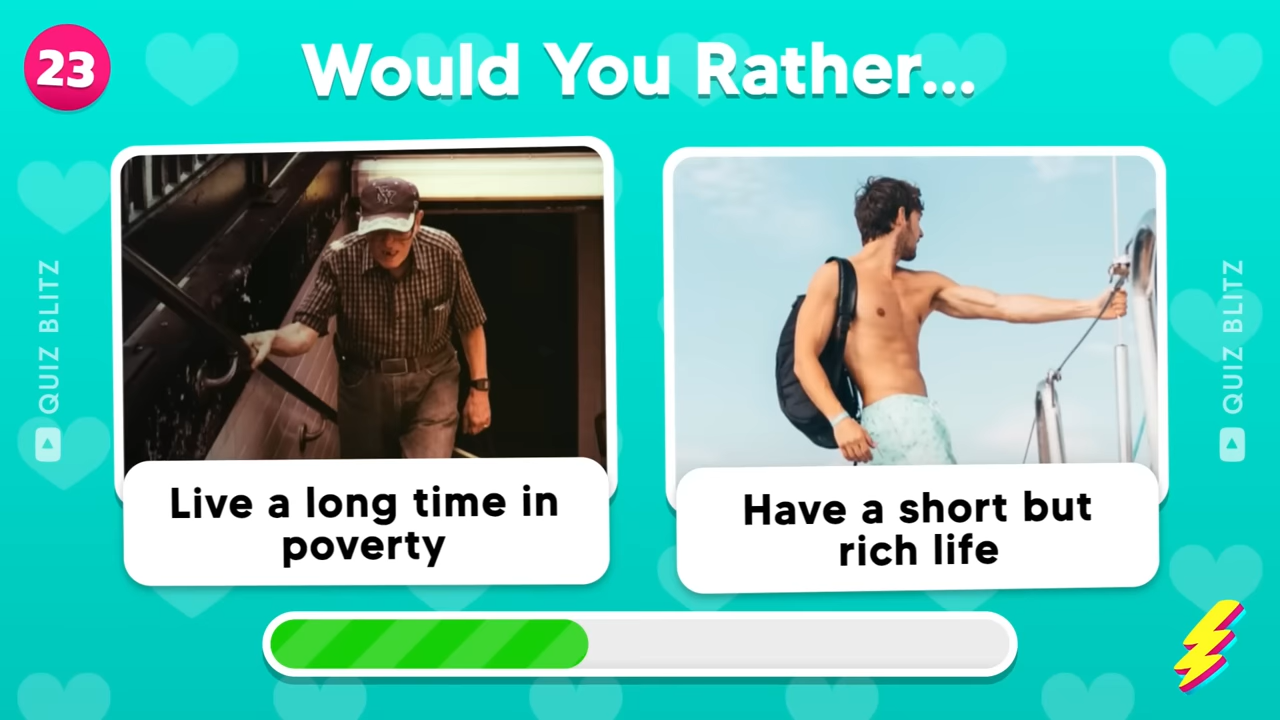 23
Would You Rather...
QUIZ BLITZ
QUIZ BLITZ
Live a long time in
poverty
Have a short but
rich life